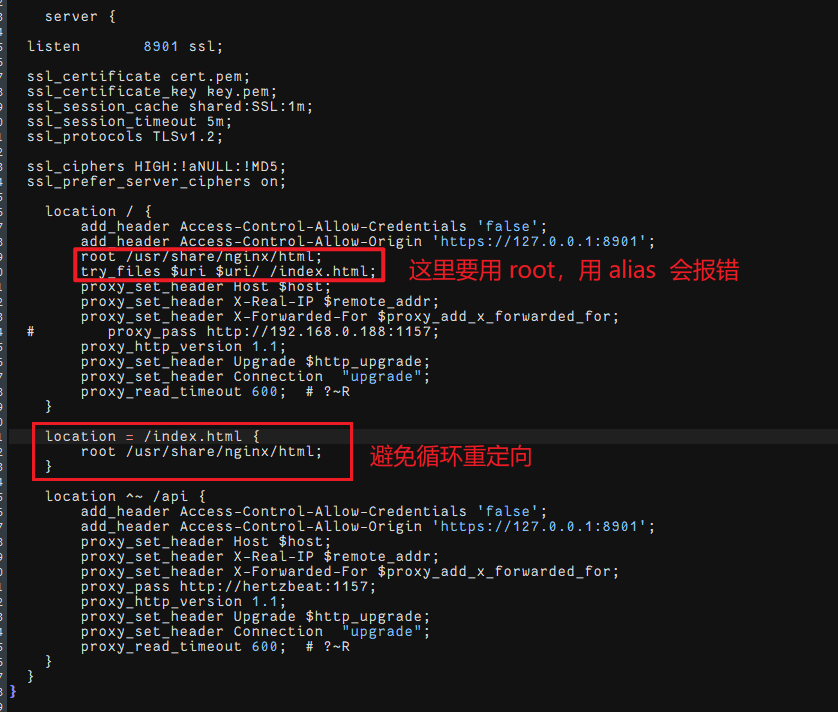 server {
listen 8901 ssl;
ssl_certificate cert.pem;
ssl_certificate_key key.pem;
ssl_session_cache shared:SSL:1m;
ssl_session_timeout 5m;
ssl_protocols TLSv1.2;
ssl_ciphers HIGH:!aNULL:!MD5;
ssl_prefer_server_ciphers on;
location / {
add_header Access-Control-Allow-Credentials 'false';
add_header Access-Control-Allow-Origin 'https://127.0.0.1:8901';
root /usr/share/nginx/html;
try_files $uri $uri/ /index.html;
这里要用 root，用 alias 会报错
proxy_set_header Host $host;
proxy_set_header X-Real-IP $remote_addr;
proxy_set_header X-Forwarded-For $proxy_add_x_forwarded_for;
# proxy_pass http://192.168.0.188:1157;
proxy_http_version 1.1;
proxy_set_header Upgrade $http_upgrade;
proxy_set_header Connection "upgrade";
proxy_read_timeout 600; # ?~R
}
location = /index.html {
root /usr/share/nginx/html;
避免循环重定向
}
location ^~ /api {
add_header Access-Control-Allow-Credentials 'false';
add_header Access-Control-Allow-Origin 'https://127.0.0.1:8901';
proxy_set_header Host $host;
proxy_set_header X-Real-IP $remote_addr;
proxy_set_header X-Forwarded-For $proxy_add_x_forwarded_for;
proxy_pass http://hertzbeat:1157;
proxy_http_version 1.1;
proxy_set_header Upgrade $http_upgrade;
proxy_set_header Connection "upgrade";
proxy_read_timeout 600; # ?~R
}
}
}